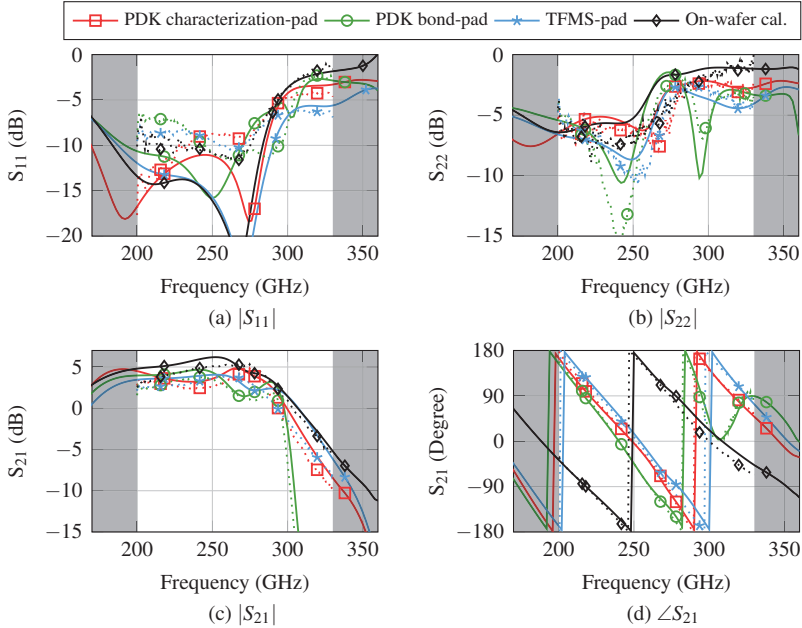 PDK characterization-pad PDK bond-pad TFMS-pad On-wafer cal.
0
−5
−10
−15
−20
S11 (dB)
200 250 300 350
Frequency (GHz)
(a) |S11|
0
−5
−10
−15
S22 (dB)
200 250 300 350
Frequency (GHz)
(b) |S22|
5
0
−5
−10
−15
S21 (dB)
200 250 300 350
Frequency (GHz)
(c) |S21|
180
90
0
−90
−180
S21 (Degree)
200 250 300 350
Frequency (GHz)
(d) ∠S21